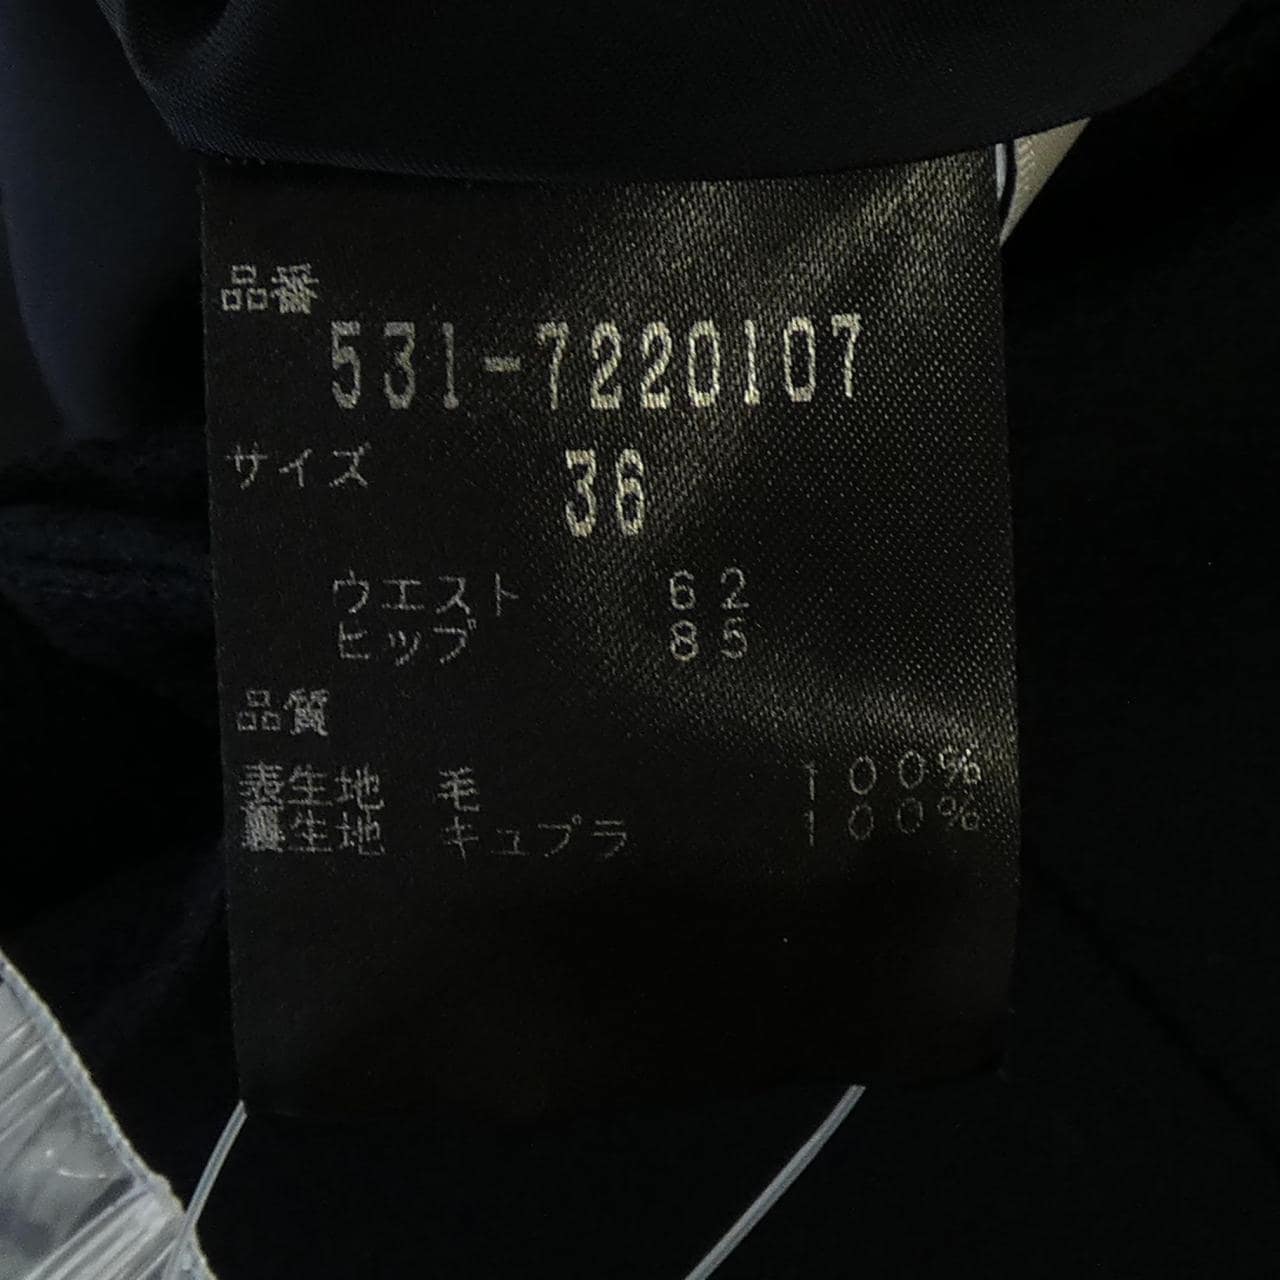 品番
531-7220107
サイズ 36
ウエスト 62
ヒップ 85
品質
表生地 毛 100%
裏生地 キュプラ 100%